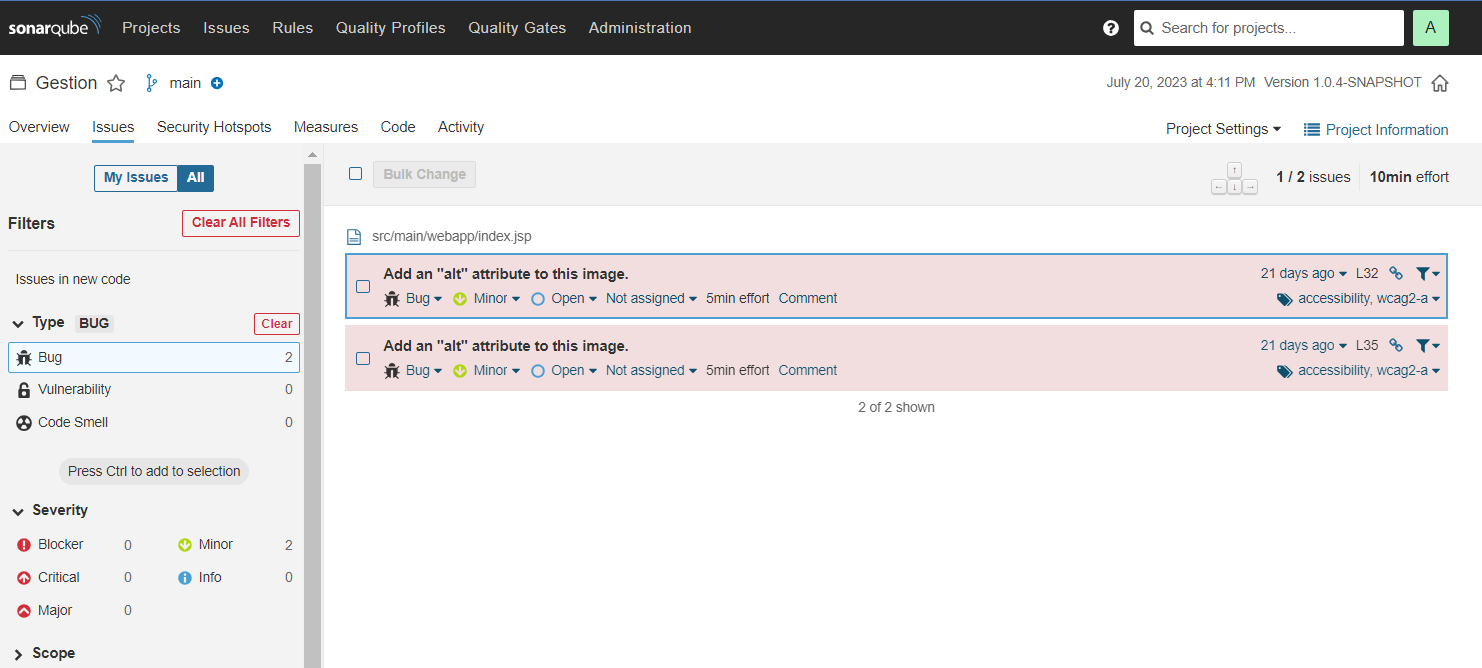 sonarqube Projects Issues Rules Quality Profiles Quality Gates Administration ? Search for projects... A
Gestion main July 20, 2023 at 4:11 PM Version 1.0.4-SNAPSHOT
Overview Issues Security Hotspots Measures Code Activity Project Settings Project Information
My Issues All
Bulk Change
↑
← ↓ →
1 / 2 issues 10min effort
Filters Clear All Filters
Issues in new code
Type BUG Clear
Bug 2
Vulnerability 0
Code Smell 0
Press Ctrl to add to selection
Severity
Blocker 0 Minor 2
Critical 0 Info 0
Major 0
Scope
src/main/webapp/index.jsp
Add an "alt" attribute to this image. 21 days ago L32
Bug Minor Open Not assigned 5min effort Comment accessibility, wcag2-a
Add an "alt" attribute to this image. 21 days ago L35
Bug Minor Open Not assigned 5min effort Comment accessibility, wcag2-a
2 of 2 shown